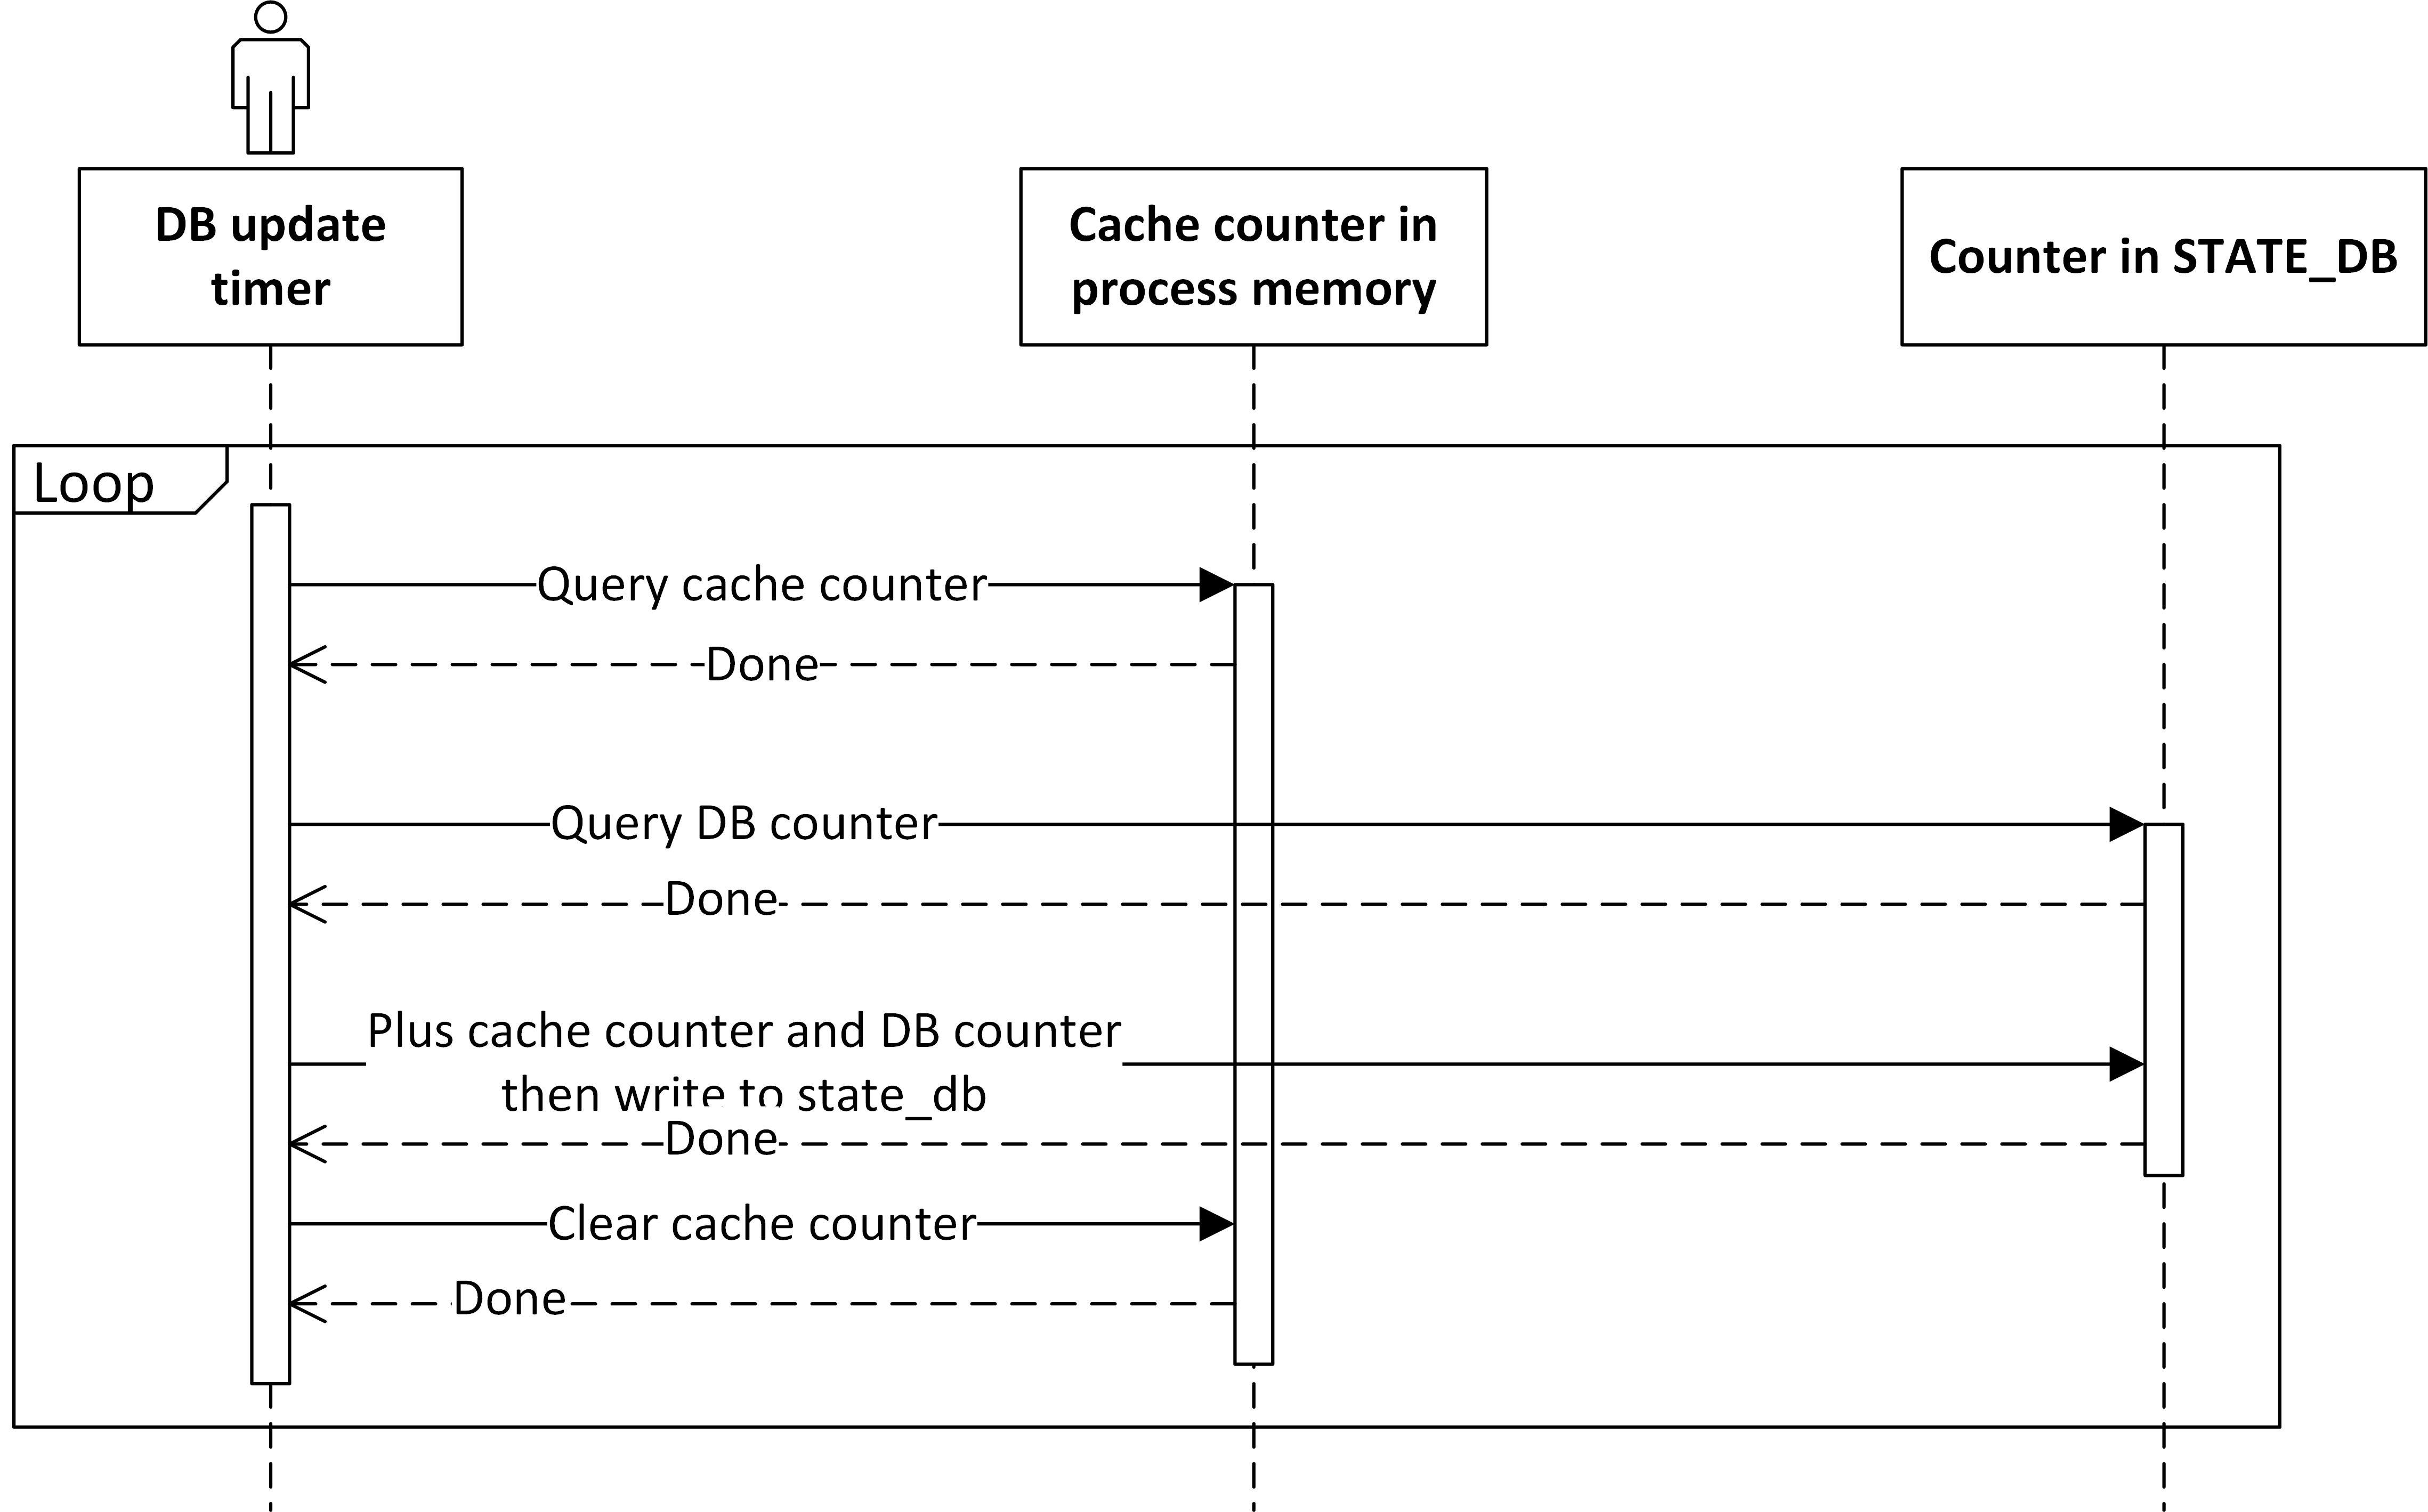 DB update
timer
Cache counter in
process memory
Counter in STATE_DB
Loop
Query cache counter
Done
Query DB counter
Done
Plus cache counter and DB counter
then write to state_db
Done
Clear cache counter
Done